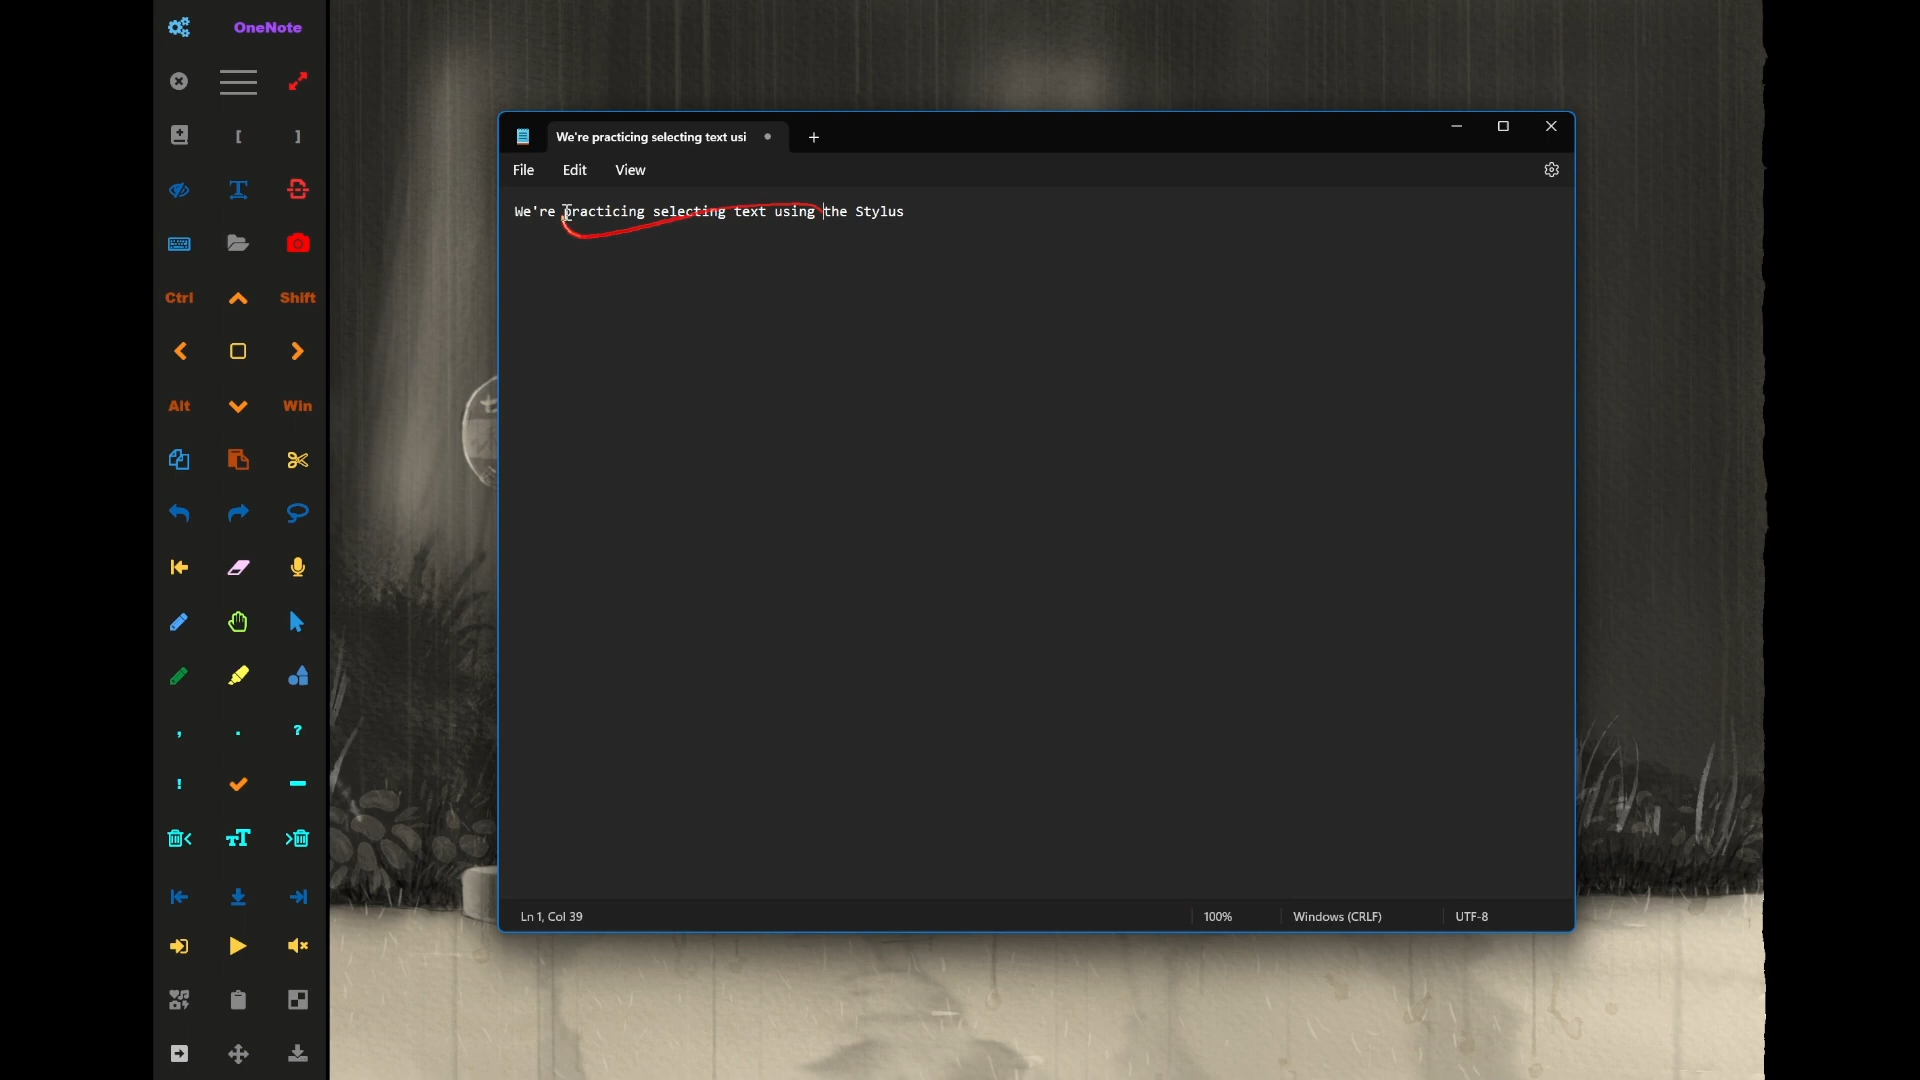 OneNote
[ ]
Ctrl Shift
Alt Win
, . ?
!
We're practicing selecting text usi
File Edit View
We're practicing selecting text using the Stylus
Ln 1, Col 39 100% Windows (CRLF) UTF-8